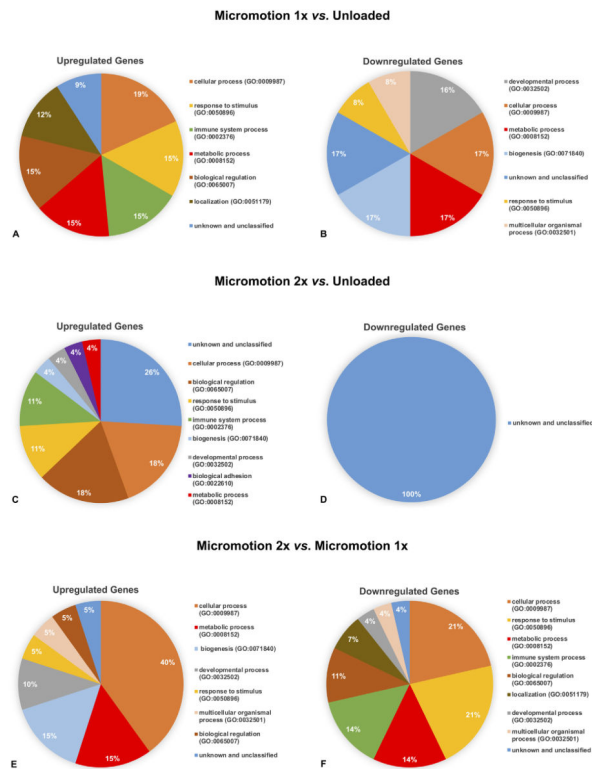 Micromotion 1x vs. Unloaded
Upregulated Genes
9%
19%
12%
15%
15%
15%
15%
A
cellular process (GO:0009987)
response to stimulus
(GO:0050896)
immune system process
(GO:0002376)
metabolic process
(GO:0008152)
biological regulation
(GO:0065007)
localization (GO:0051179)
unknown and unclassified
Downregulated Genes
8%
16%
8%
17%
17%
17%
17%
B
developmental process
(GO:0032502)
cellular process
(GO:0009987)
metabolic process
(GO:0008152)
biogenesis (GO:0071840)
unknown and unclassified
response to stimulus
(GO:0050896)
multicellular organismal
process (GO:0032501)
Micromotion 2x vs. Unloaded
Upregulated Genes
4%
4%
4%
4%
26%
11%
11%
18%
18%
C
unknown and unclassified
cellular process (GO:0009987)
biological regulation
(GO:0065007)
response to stimulus
(GO:0050896)
immune system process
(GO:0002376)
biogenesis (GO:0071840)
developmental process
(GO:0032502)
biological adhesion
(GO:0022610)
metabolic process
(GO:0008152)
Downregulated Genes
100%
D
unknown and unclassified
Micromotion 2x vs. Micromotion 1x
Upregulated Genes
5%
5%
5%
5%
10%
40%
15%
15%
E
cellular process
(GO:0009987)
metabolic process
(GO:0008152)
biogenesis (GO:0071840)
developmental process
(GO:0032502)
response to stimulus
(GO:0050896)
multicellular organismal
process (GO:0032501)
biological regulation
(GO:0065007)
unknown and unclassified
Downregulated Genes
4%
4%
4%
7%
21%
11%
14%
21%
14%
F
cellular process
(GO:0009987)
response to stimulus
(GO:0050896)
metabolic process
(GO:0008152)
immune system process
(GO:0002376)
biological regulation
(GO:0065007)
localization (GO:0051179)
developmental process
(GO:0032502)
multicellular organismal
process (GO:0032501)
unknown and unclassified